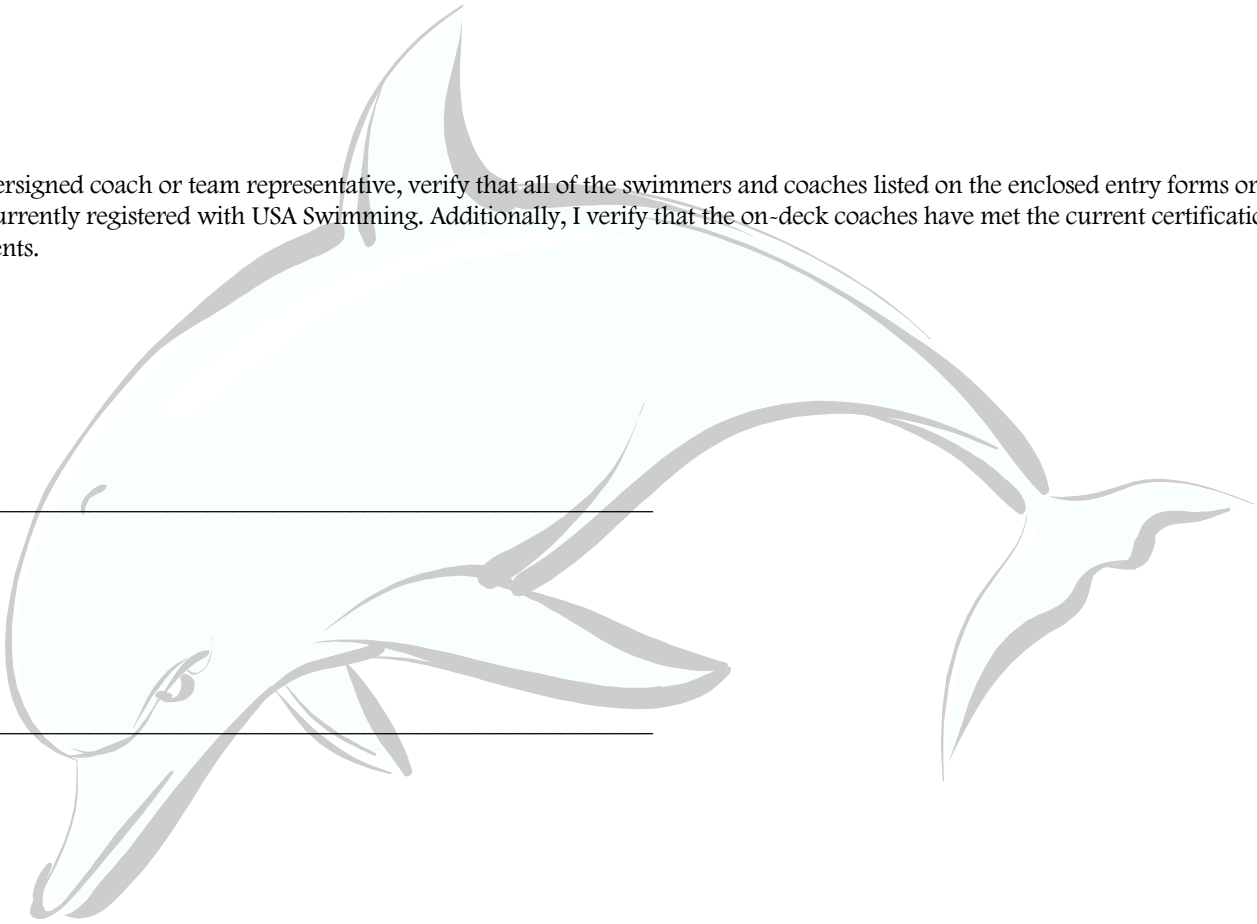 ersigned coach or team representative, verify that all of the swimmers and coaches listed on the enclosed entry forms or
urrently registered with USA Swimming. Additionally, I verify that the on-deck coaches have met the current certificatio
ents.